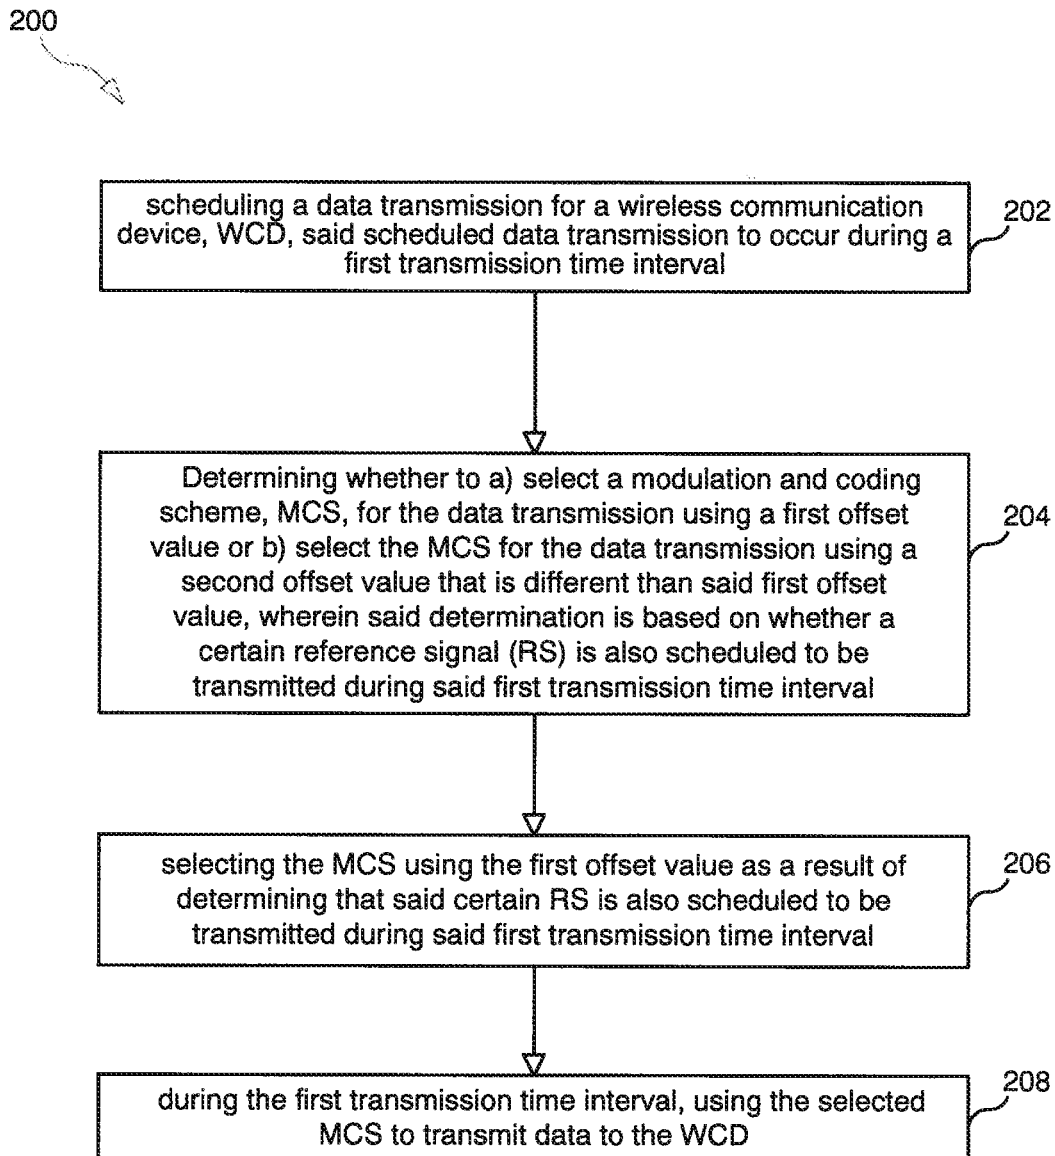 200
scheduling a data transmission for a wireless communication
device, WCD, said scheduled data transmission to occur during a
first transmission time interval
202
Determining whether to a) select a modulation and coding
scheme, MCS, for the data transmission using a first offset
value or b) select the MCS for the data transmission using a
second offset value that is different than said first offset
value, wherein said determination is based on whether a
certain reference signal (RS) is also scheduled to be
transmitted during said first transmission time interval
204
selecting the MCS using the first offset value as a result of
determining that said certain RS is also scheduled to be
transmitted during said first transmission time interval
206
during the first transmission time interval, using the selected
MCS to transmit data to the WCD
208